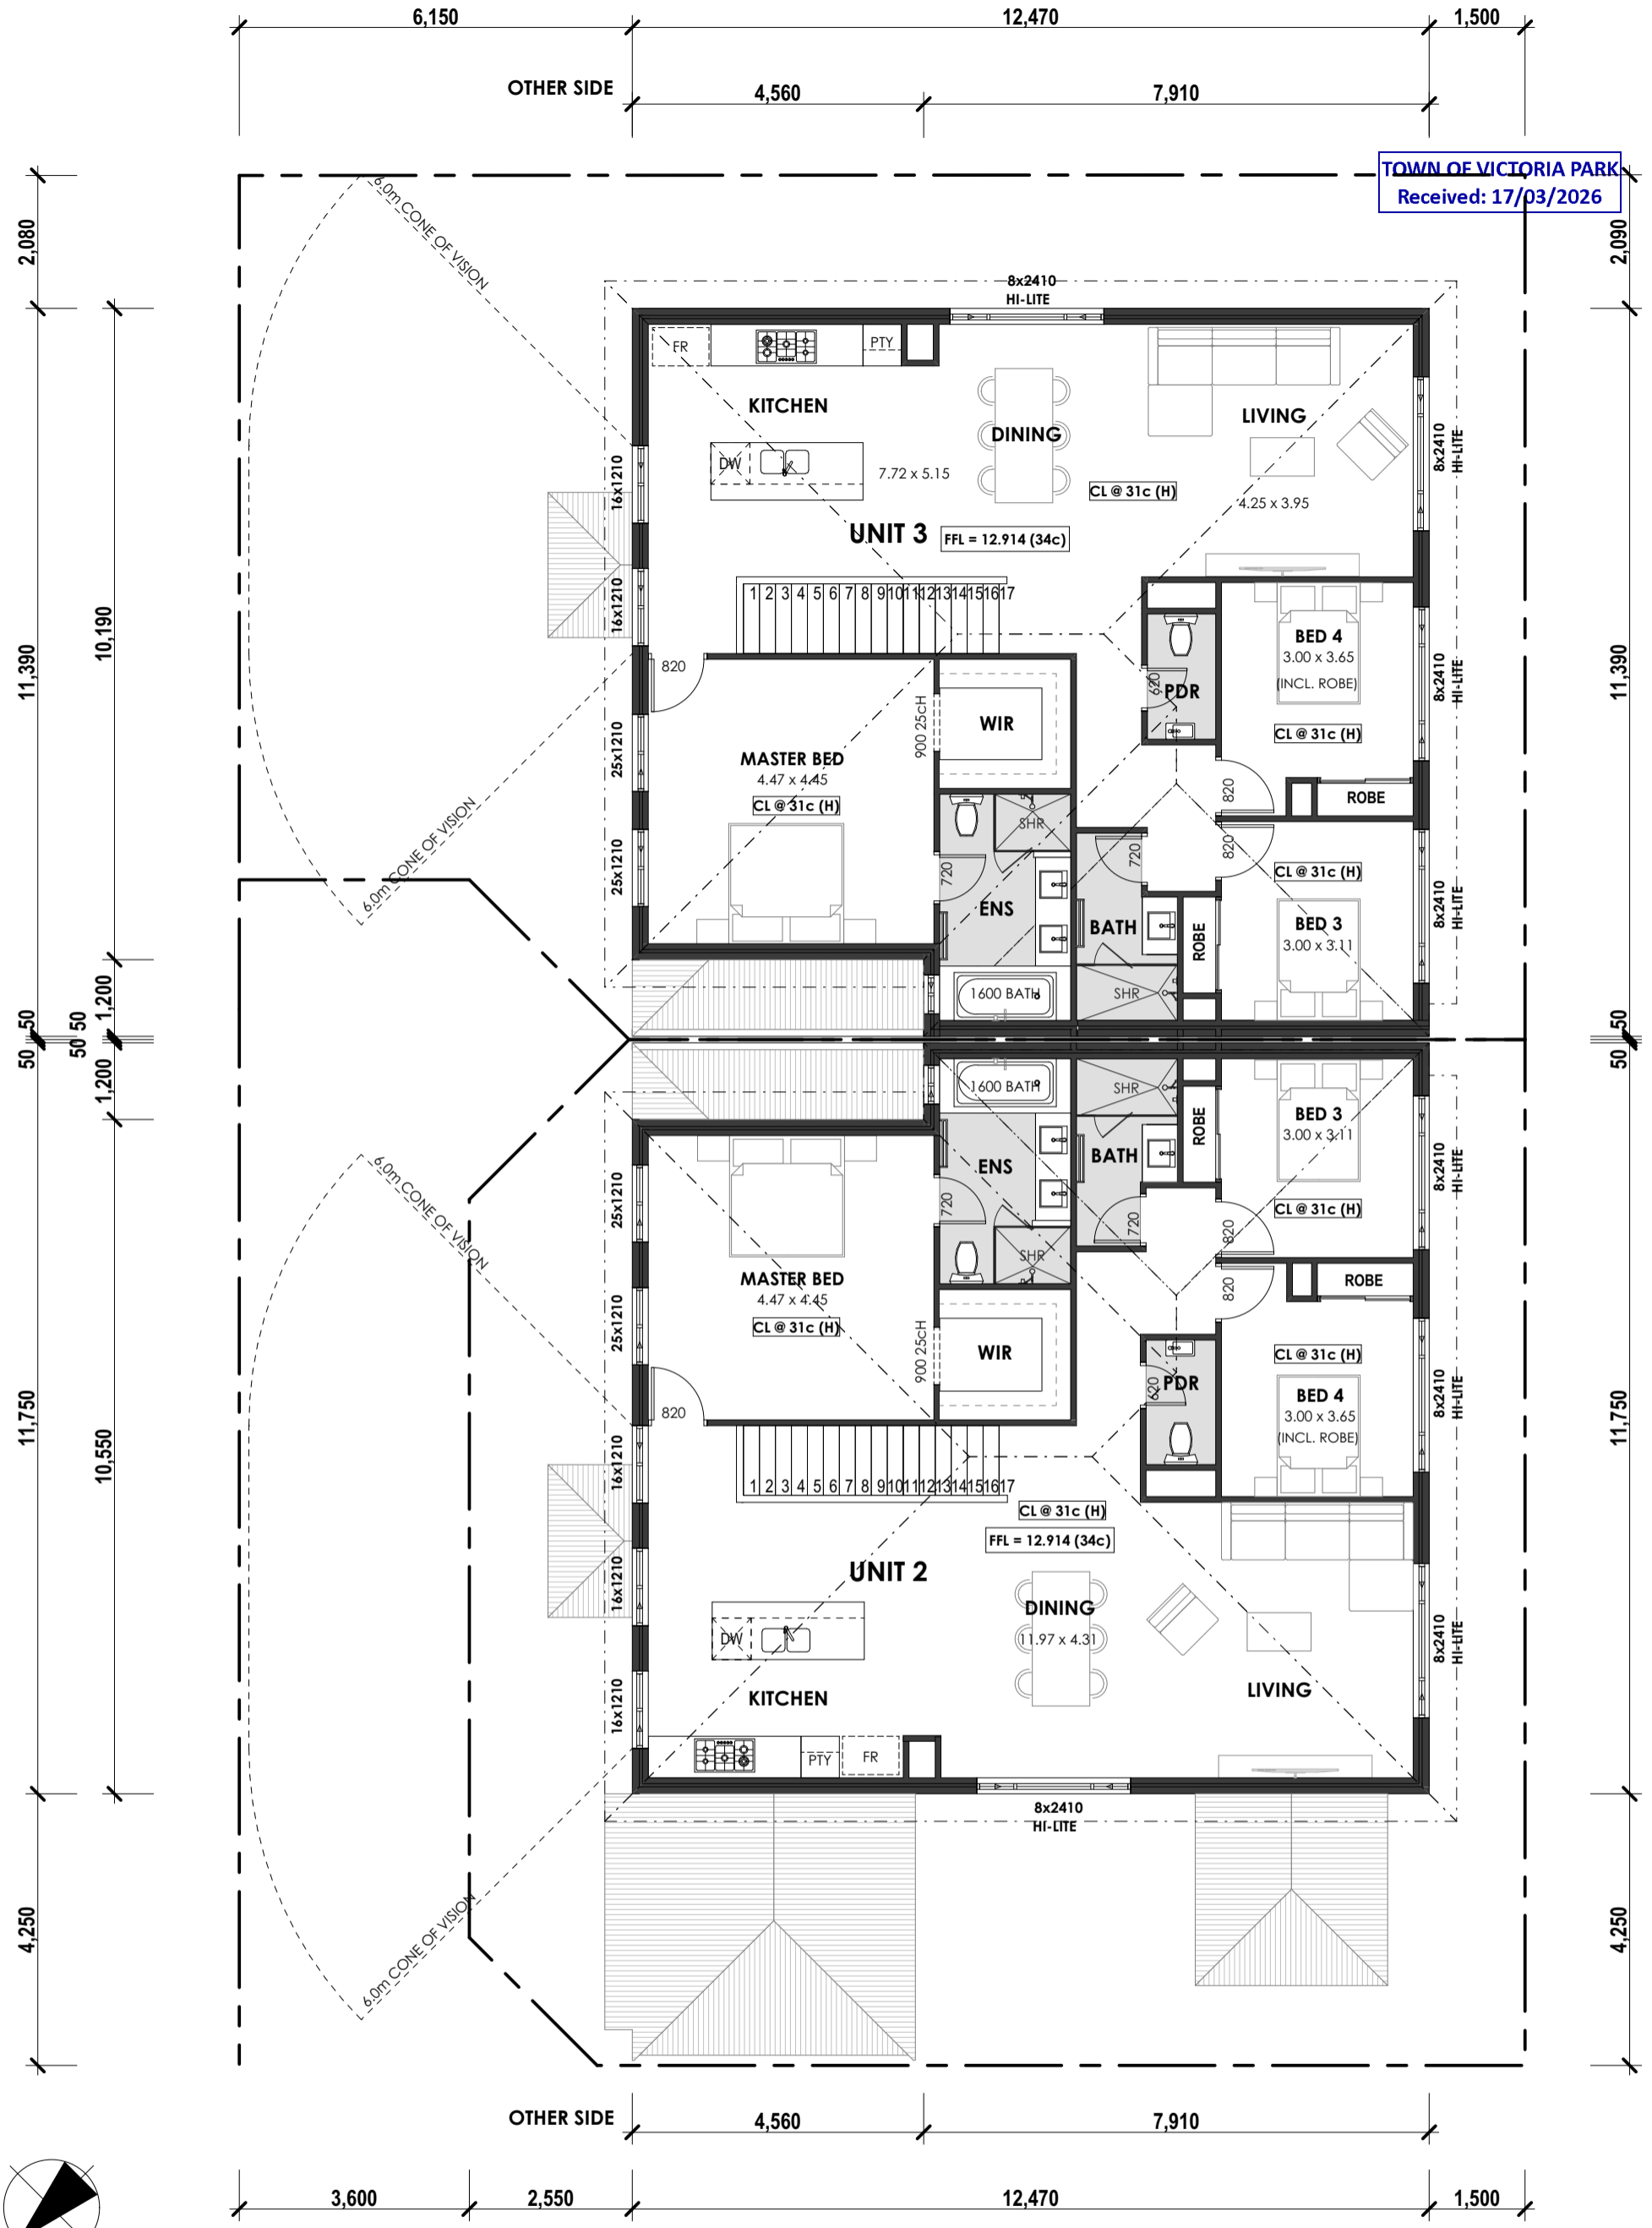 6,150
12,470
1,500
OTHER SIDE
4,560
7,910
TOWN OF VICTORIA PARK
Received: 17/03/2026
2,080
2,090
6.0m CONE OF VISION
8x2410
HI-LITE
FR
PTY
KITCHEN
DINING
LIVING
DW
7.72 x 5.15
CL @ 31c (H)
4.25 x 3.95
8x2410
HI-LITE
16x1210
UNIT 3
FFL = 12.914 (34c)
16x1210
1 2 3 4 5 6 7 8 9 10 11 12 13 14 15 16 17
11,390
10,190
11,390
820
BED 4
3.00 x 3.65
(INCL. ROBE)
CL @ 31c (H)
8x2410
HI-LITE
620
PDR
WIR
900 25cH
25x1210
MASTER BED
4.47 x 4.45
CL @ 31c (H)
820
ROBE
SHR
25x1210
720
720
820
CL @ 31c (H)
6.0m CONE OF VISION
ENS
BATH
ROBE
BED 3
3.00 x 3.11
8x2410
HI-LITE
1600 BATH
SHR
1,200
50
50
50
50
50
50
1,200
1600 BATH
SHR
ROBE
BED 3
3.00 x 3.11
CL @ 31c (H)
8x2410
HI-LITE
6.0m CONE OF VISION
25x1210
ENS
BATH
720
720
820
SHR
MASTER BED
4.47 x 4.45
CL @ 31c (H)
25x1210
820
ROBE
WIR
900 25cH
CL @ 31c (H)
620
PDR
BED 4
3.00 x 3.65
(INCL. ROBE)
8x2410
HI-LITE
820
11,750
10,550
11,750
16x1210
1 2 3 4 5 6 7 8 9 10 11 12 13 14 15 16 17
CL @ 31c (H)
FFL = 12.914 (34c)
UNIT 2
16x1210
DINING
11.97 x 4.31
DW
8x2410
HI-LITE
KITCHEN
LIVING
16x1210
PTY
FR
8x2410
HI-LITE
6.0m CONE OF VISION
4,250
4,250
OTHER SIDE
4,560
7,910
3,600
2,550
12,470
1,500